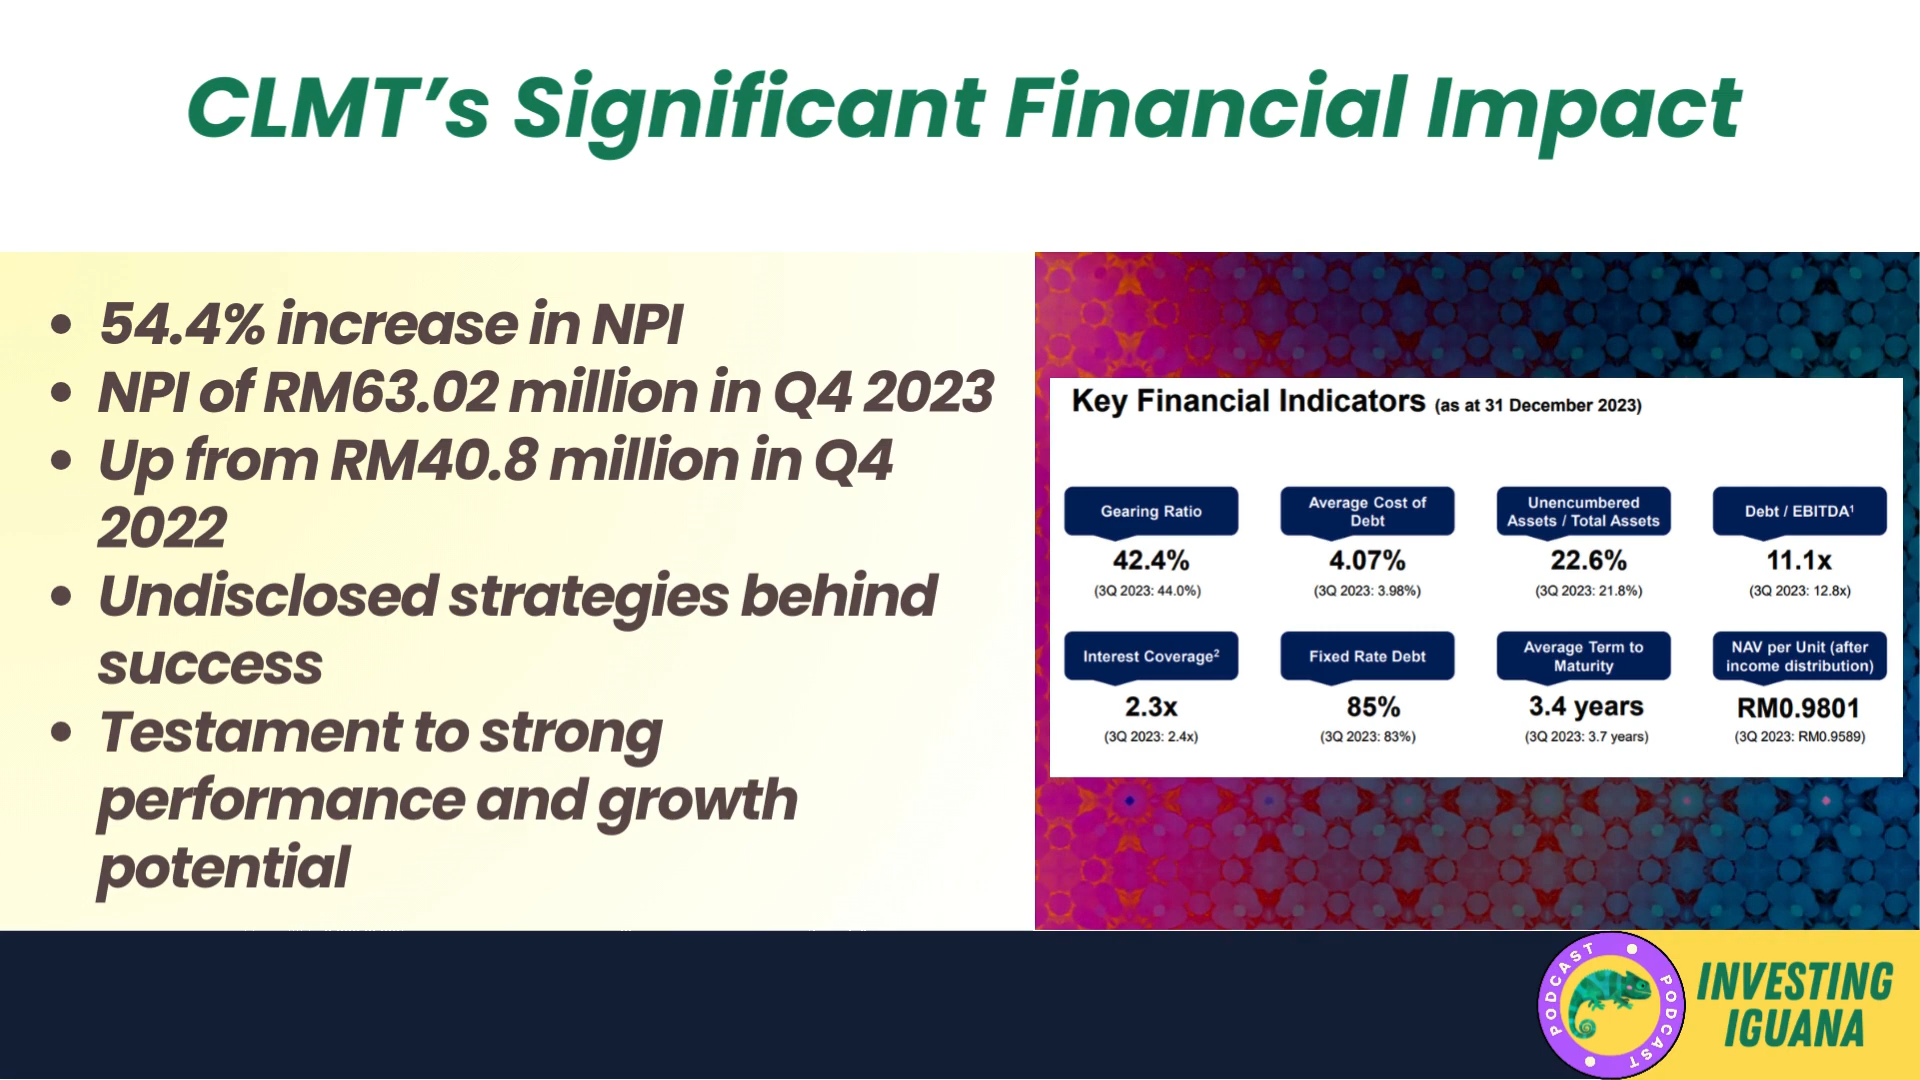 CLMT’s Significant Financial Impact
• 54.4% increase in NPI
• NPI of RM63.02 million in Q4 2023
• Up from RM40.8 million in Q4
2022
• Undisclosed strategies behind
success
• Testament to strong
performance and growth
potential
Key Financial Indicators (as at 31 December 2023)
Gearing Ratio
42.4%
(3Q 2023: 44.0%)
Average Cost of
Debt
4.07%
(3Q 2023: 3.98%)
Unencumbered
Assets / Total Assets
22.6%
(3Q 2023: 21.8%)
Debt / EBITDA¹
11.1x
(3Q 2023: 12.8x)
Interest Coverage²
2.3x
(3Q 2023: 2.4x)
Fixed Rate Debt
85%
(3Q 2023: 83%)
Average Term to
Maturity
3.4 years
(3Q 2023: 3.7 years)
NAV per Unit (after
income distribution)
RM0.9801
(3Q 2023: RM0.9589)
PODCAST
PODCAST
INVESTING
IGUANA